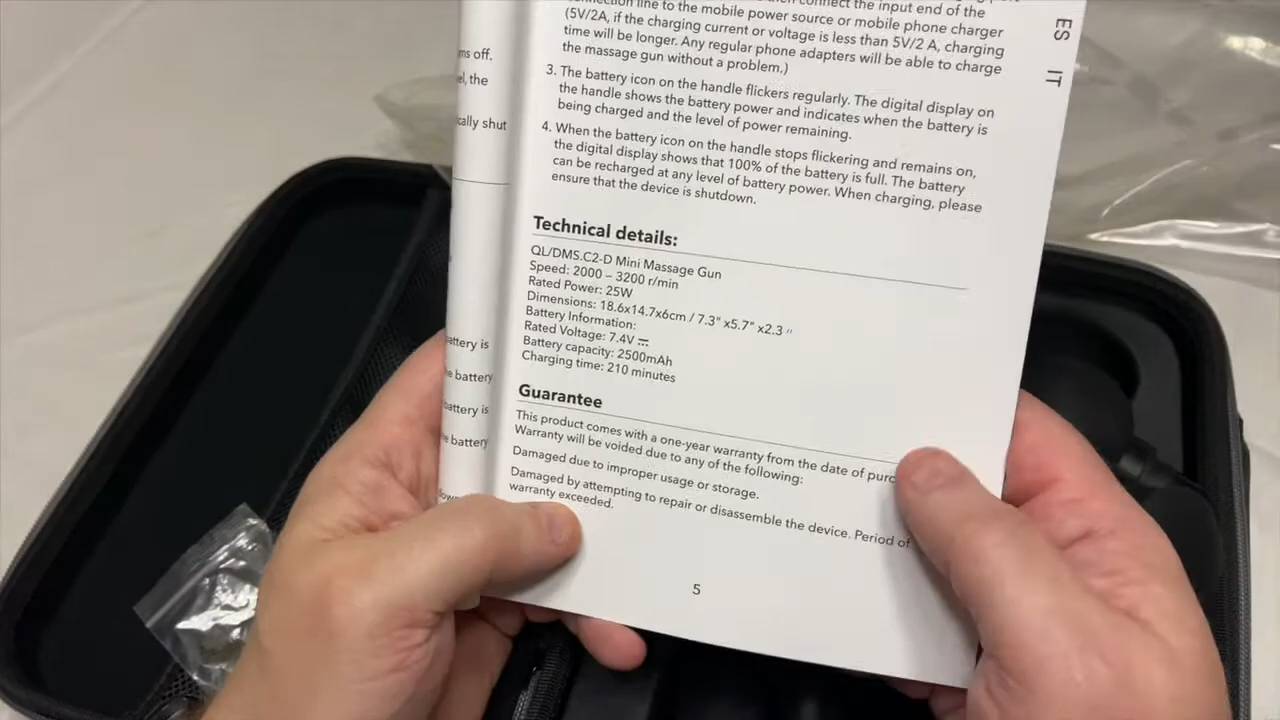 connect the input end of the
line to the mobile power source or mobile phone charger
(5V/2A, if the charging current or voltage is less than 5V/2 A, charging
time will be longer. Any regular phone adapters will be able to charge
the massage gun without a problem.)
3. The battery icon on the handle flickers regularly. The digital display on
the handle shows the battery power and indicates when the battery is
being charged and the level of power remaining.
4. When the battery icon on the handle stops flickering and remains on,
the digital display shows that 100% of the battery is full. The battery
can be recharged at any level of battery power. When charging, please
ensure that the device is shutdown.
Technical details:
QL/DMS.C2-D Mini Massage Gun
Speed: 2000 – 3200 r/min
Rated Power: 25W
Dimensions: 18.6x14.7x6cm / 7.3" x5.7" x2.3 "
Battery Information:
Rated Voltage: 7.4V ⎓
Battery capacity: 2500mAh
Charging time: 210 minutes
Guarantee
This product comes with a one-year warranty from the date of purc
Warranty will be voided due to any of the following:
Damaged due to improper usage or storage.
Damaged by attempting to repair or disassemble the device. Period of
warranty exceeded.
5
ES
IT
ms off.
el, the
ically shut
attery is
e battery
attery is
e battery